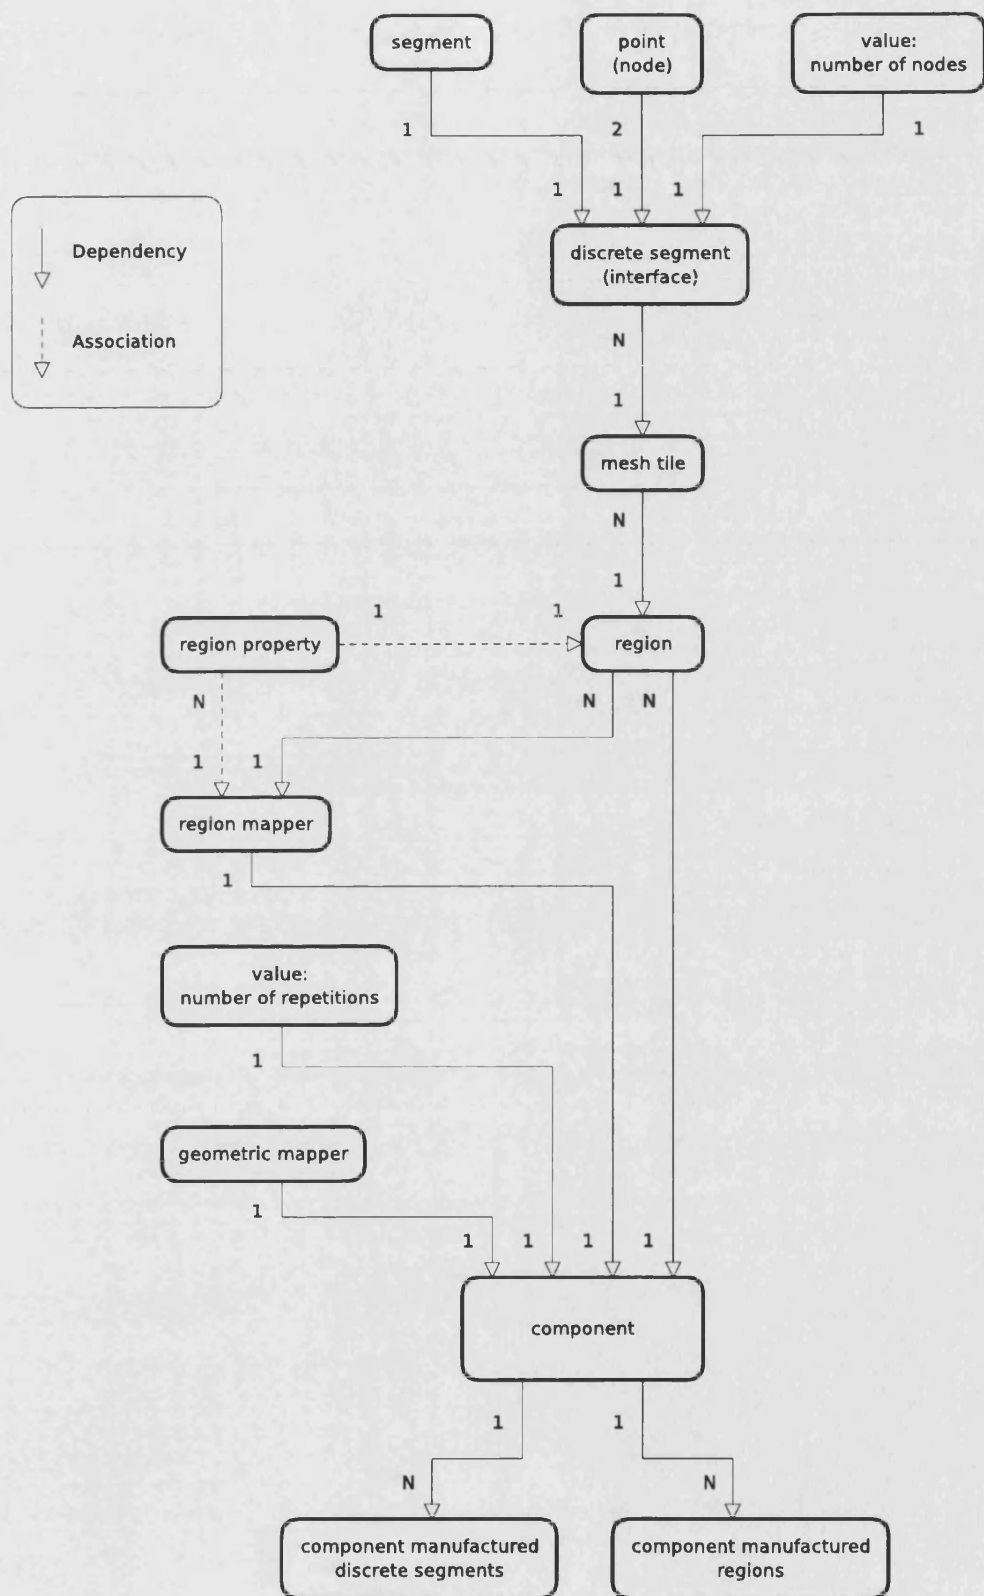 segment
point
(node)
value:
number of nodes
1
2
1
1
1
1
Dependency
Association
discrete segment
(interface)
N
1
mesh tile
N
1
region property
1
1
region
N
N
N
1
1
region mapper
1
value:
number of repetitions
1
geometric mapper
1
1
1
1
1
component
1
1
N
N
component manufactured
discrete segments
component manufactured
regions